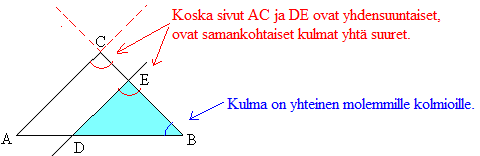 Koska sivut AC ja DE ovat yhdensuuntaiset,
ovat samankohtaiset kulmat yhtä suuret.
C
E
Kulma on yhteinen molemmille kolmioille.
A
B
D